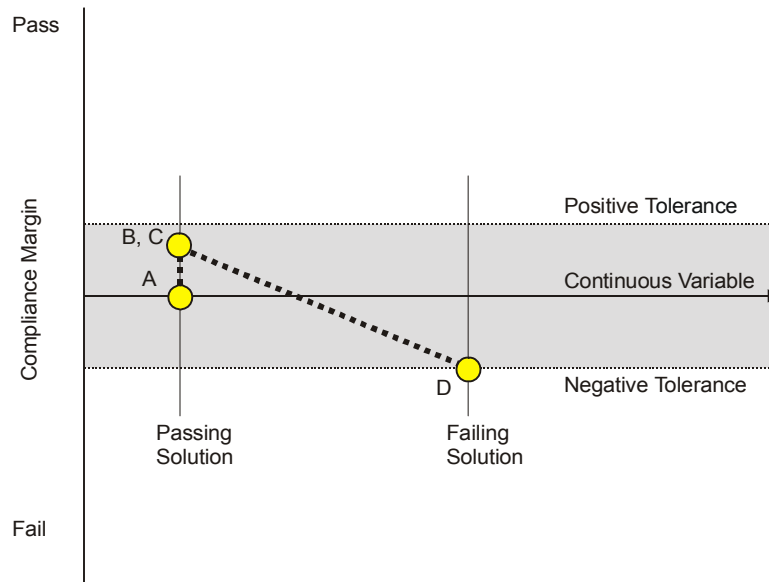 Pass
Positive Tolerance
B, C
A
Continuous Variable
Compliance Margin
D
Negative Tolerance
Passing
Solution
Failing
Solution
Fail